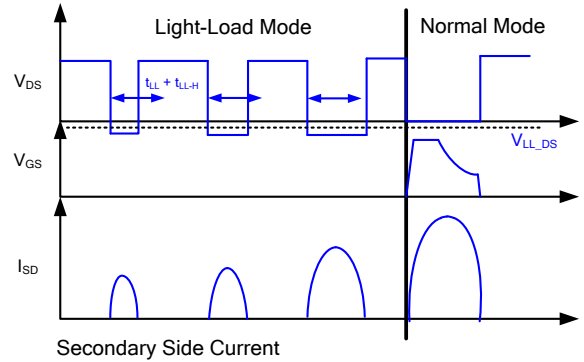 Light-Load Mode
Normal Mode
VDS
tLL + tLL-H
VLL_DS
VGS
ISD
Secondary Side Current